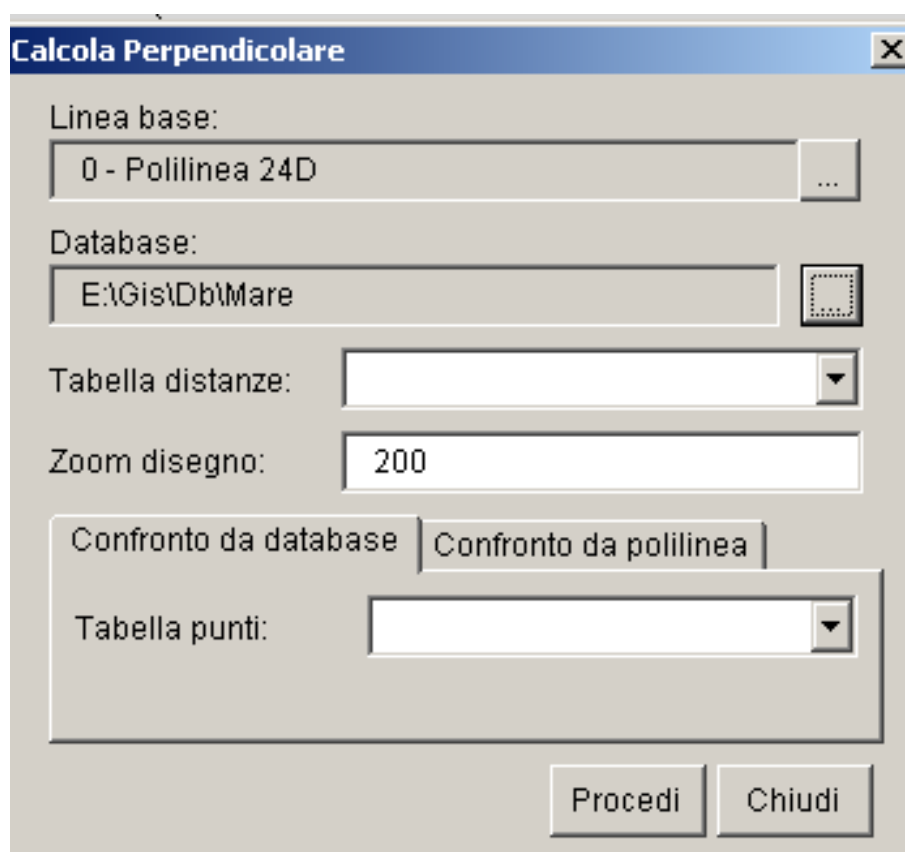 Calcola Perpendicolare
Linea base:
0 - Polilinea 24D
...
Database:
E:\Gis\Db\Mare
...
Tabella distanze:
Zoom disegno: 200
Confronto da database Confronto da polilinea
Tabella punti:
Procedi Chiudi